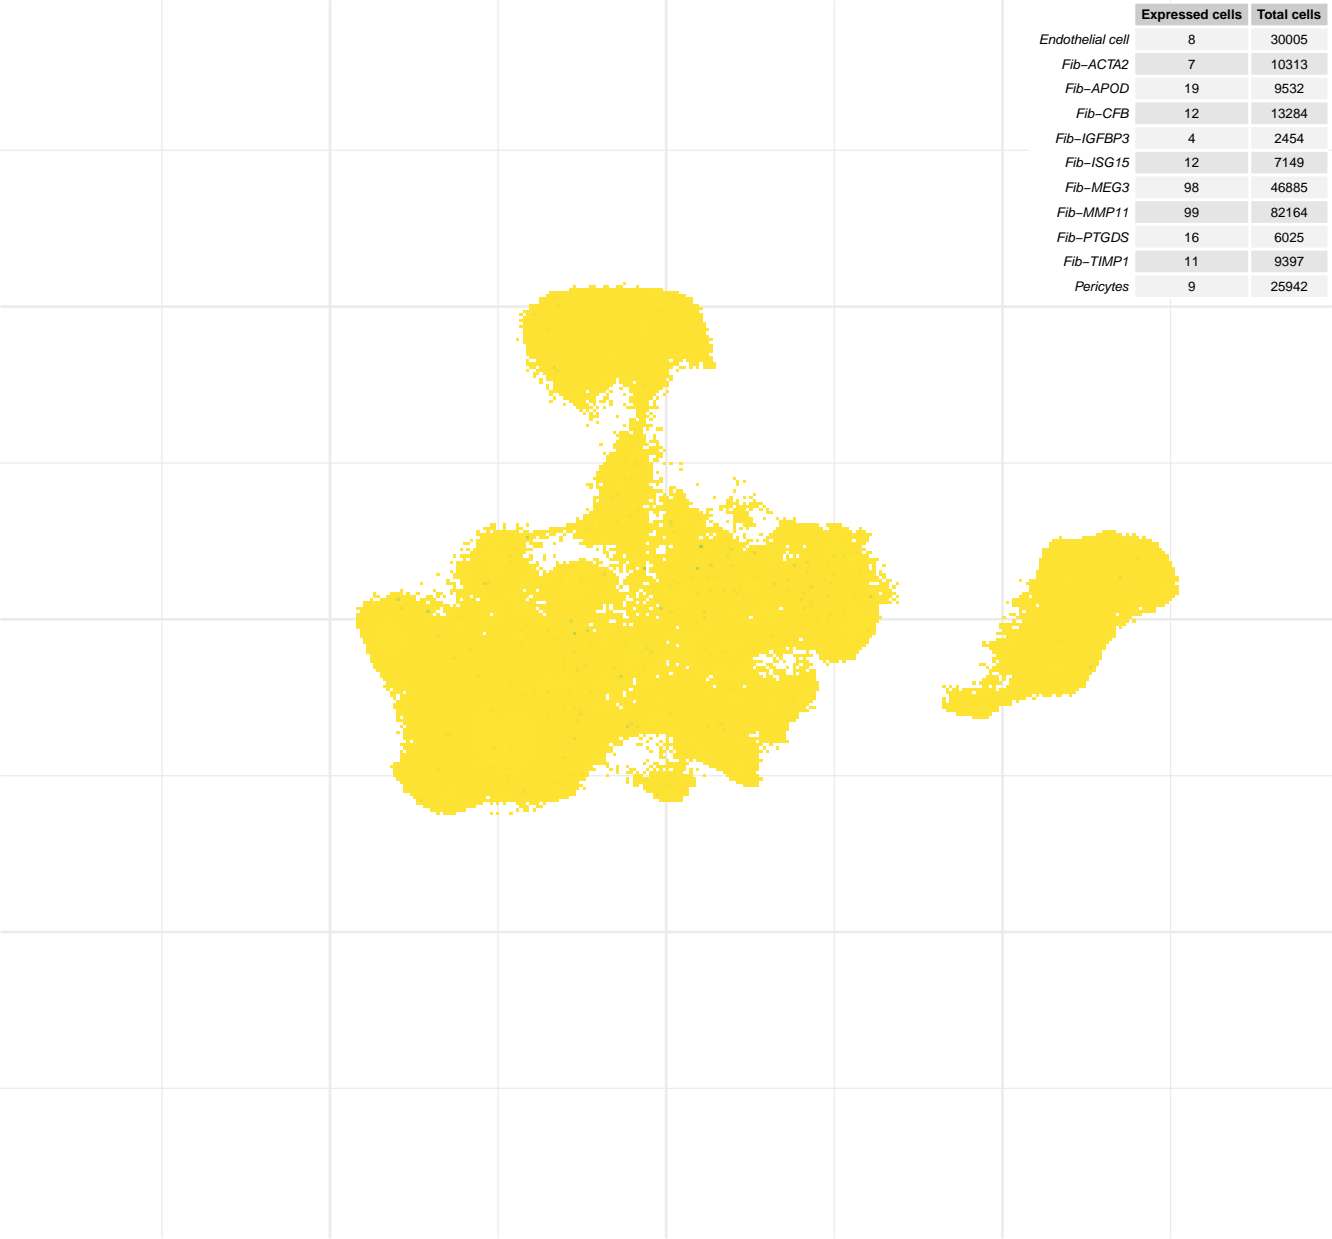 Expressed cells Total cells
Endothelial cell 8 30005
Fib−ACTA2 7 10313
Fib−APOD 19 9532
Fib−CFB 12 13284
Fib−IGFBP3 4 2454
Fib−ISG15 12 7149
Fib−MEG3 98 46885
Fib−MMP11 99 82164
Fib−PTGDS 16 6025
Fib−TIMP1 11 9397
Pericytes 9 25942